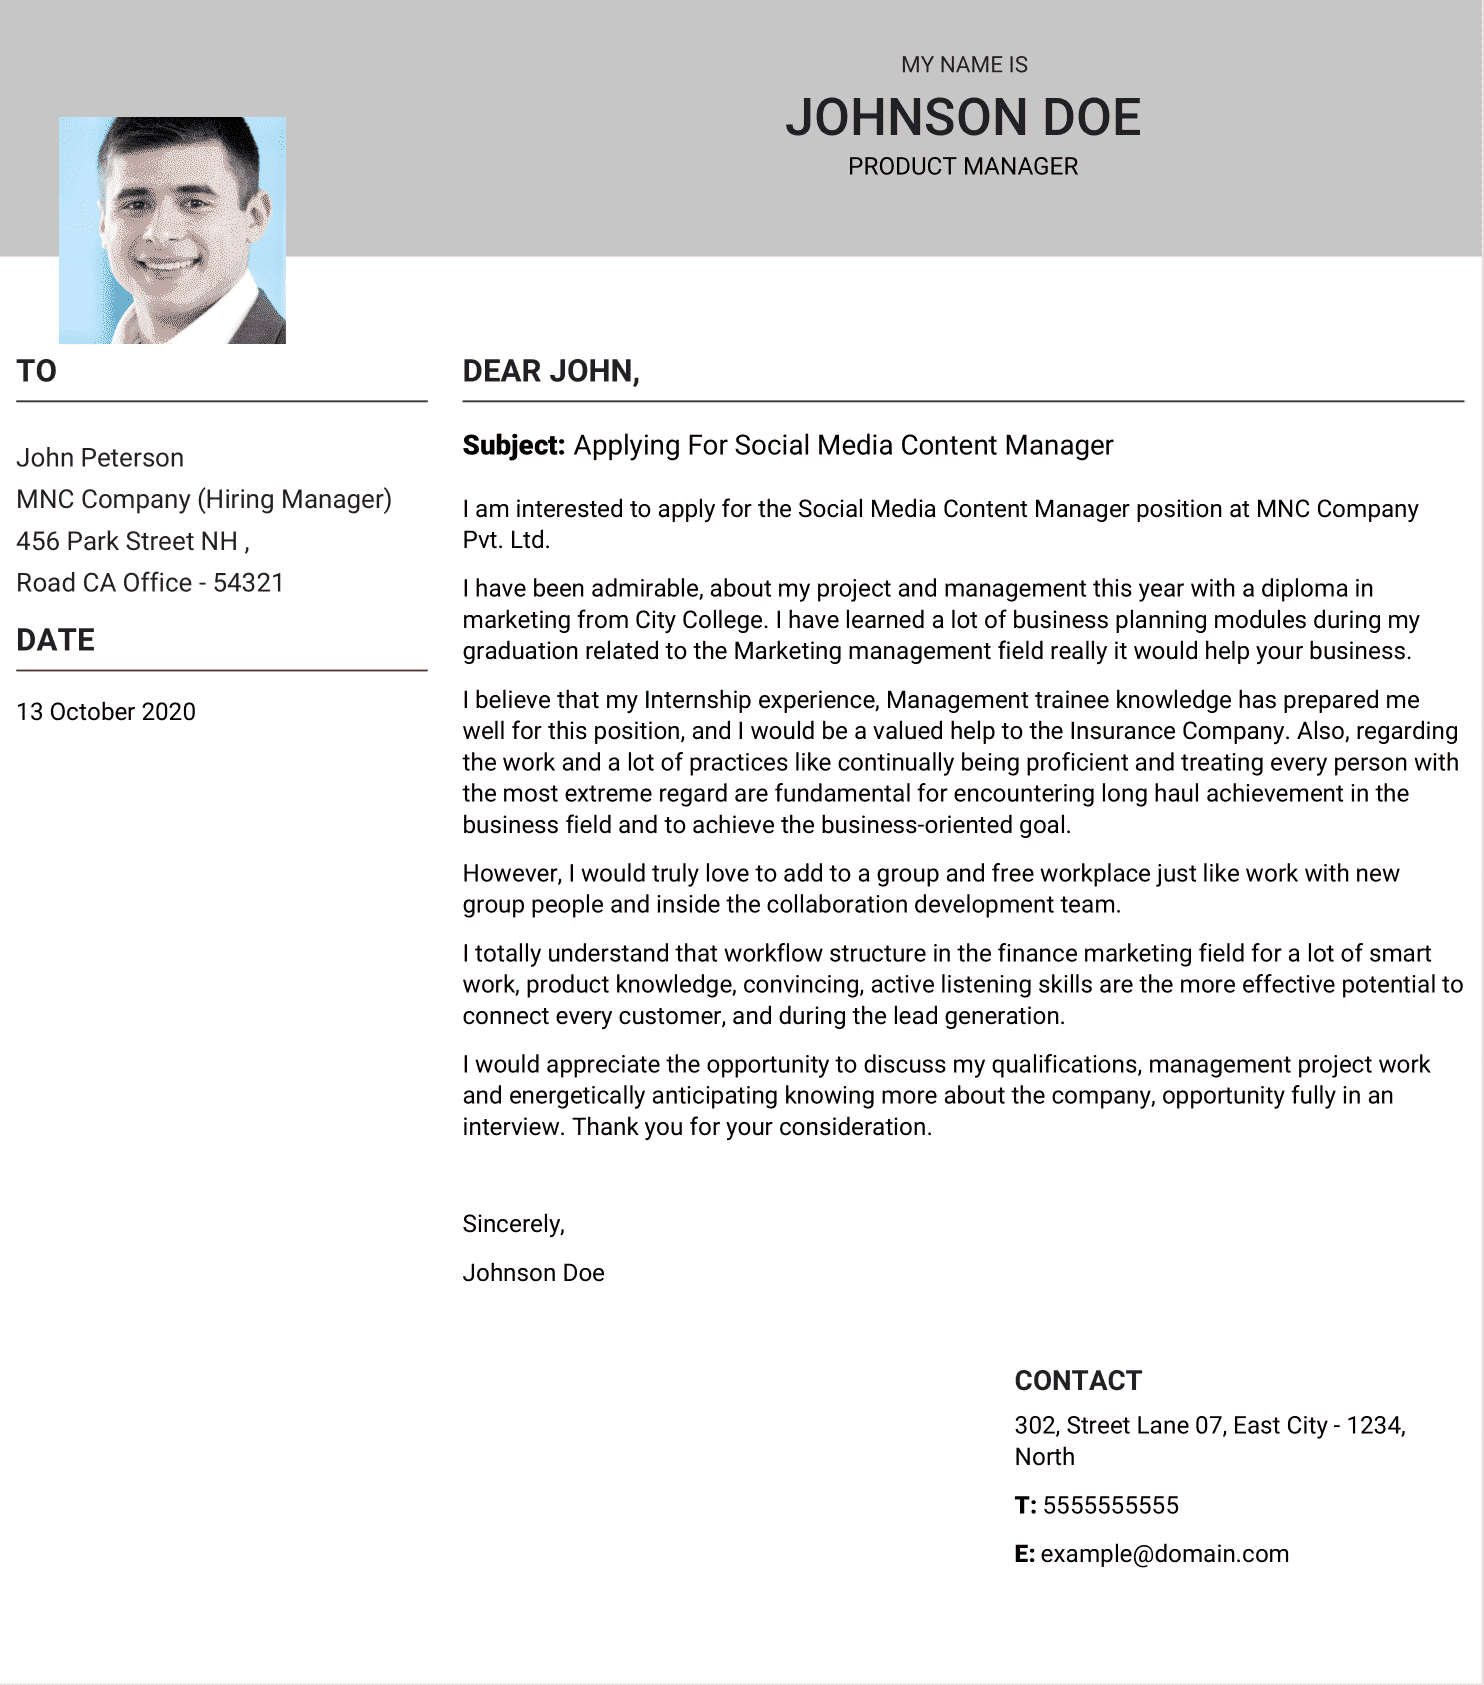 MY NAME IS
JOHNSON DOE
PRODUCT MANAGER
TO
John Peterson
MNC Company (Hiring Manager)
456 Park Street NH ,
Road CA Office - 54321
DATE
13 October 2020
DEAR JOHN,
Subject: Applying For Social Media Content Manager
I am interested to apply for the Social Media Content Manager position at MNC Company
Pvt. Ltd.
I have been admirable, about my project and management this year with a diploma in
marketing from City College. I have learned a lot of business planning modules during my
graduation related to the Marketing management field really it would help your business.
I believe that my Internship experience, Management trainee knowledge has prepared me
well for this position, and I would be a valued help to the Insurance Company. Also, regarding
the work and a lot of practices like continually being proficient and treating every person with
the most extreme regard are fundamental for encountering long haul achievement in the
business field and to achieve the business-oriented goal.
However, I would truly love to add to a group and free workplace just like work with new
group people and inside the collaboration development team.
I totally understand that workflow structure in the finance marketing field for a lot of smart
work, product knowledge, convincing, active listening skills are the more effective potential to
connect every customer, and during the lead generation.
I would appreciate the opportunity to discuss my qualifications, management project work
and energetically anticipating knowing more about the company, opportunity fully in an
interview. Thank you for your consideration.
Sincerely,
Johnson Doe
CONTACT
302, Street Lane 07, East City - 1234,
North
T: 5555555555
E: example@domain.com